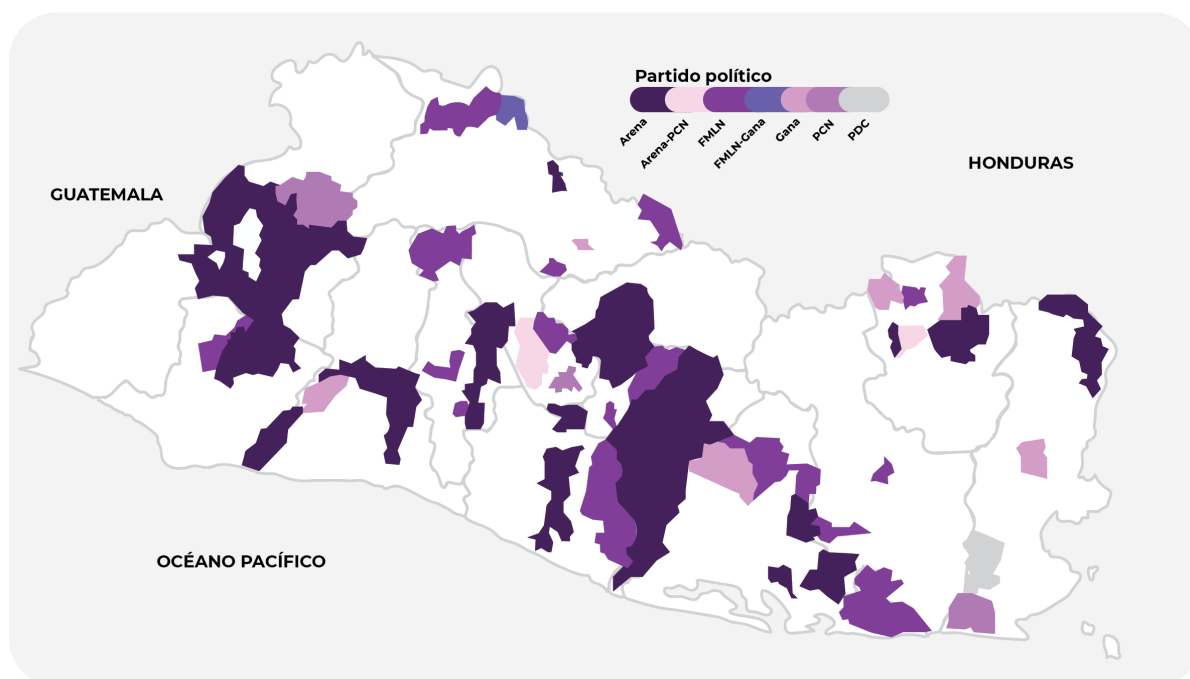 Partido político
Arena
Arena-PCN
FMLN
FMLN-Gana
Gana
PCN
PDC
HONDURAS
GUATEMALA
OCÉANO PACÍFICO